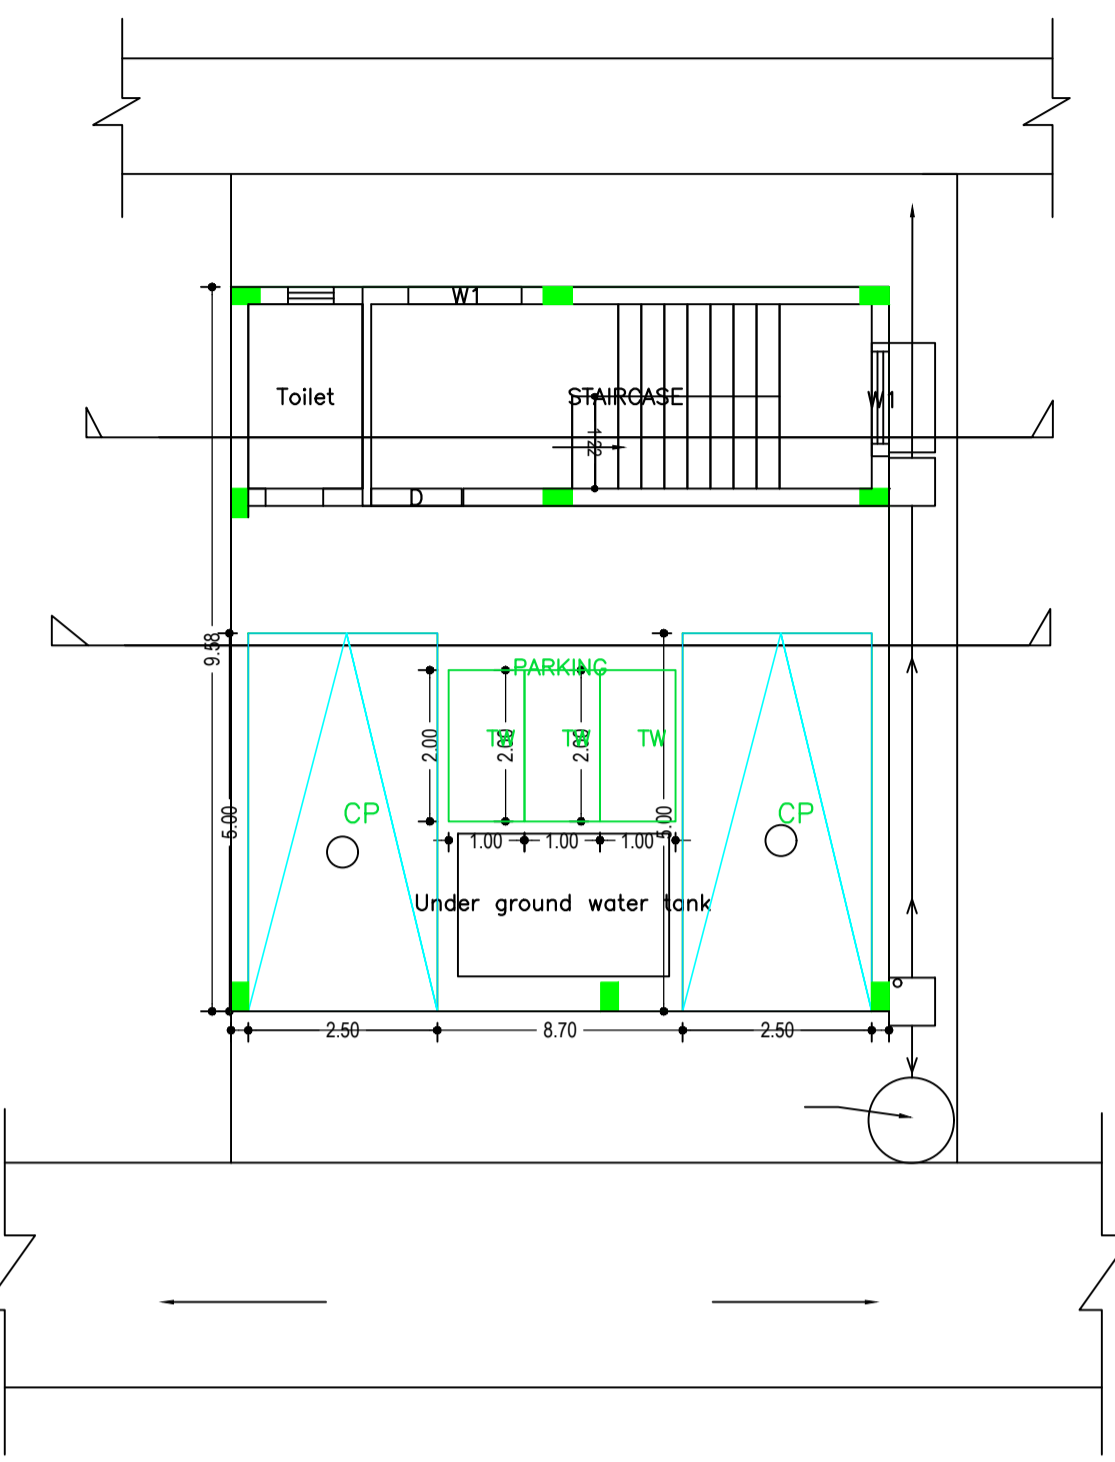 W1
Toilet
STAIRCASE
W1
1.22
D
9.58
PARKING
TW
TW
TW
2.00
2.00
2.00
CP
CP
5.00
5.00
1.00
1.00
1.00
Under ground water tank
2.50
8.70
2.50